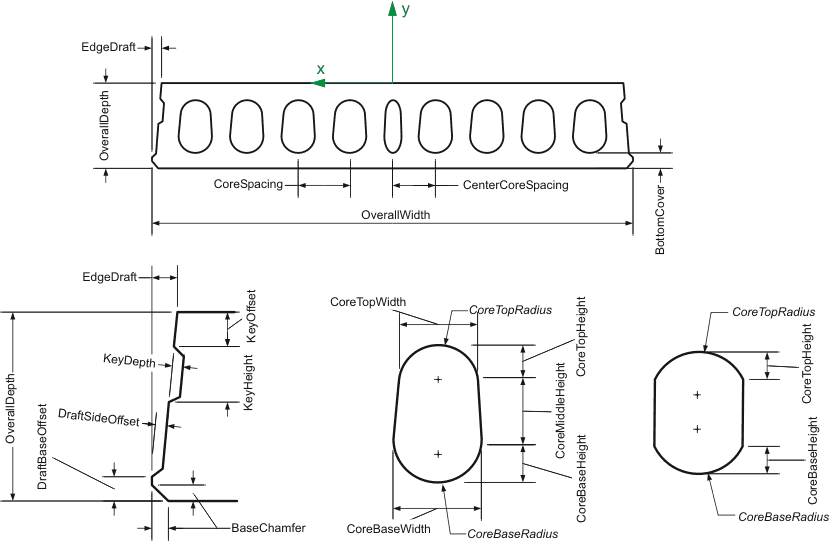 y
EdgeDraft
x
OverallDepth
CoreSpacing
CenterCoreSpacing
OverallWidth
BottomCover
EdgeDraft
KeyOffset
KeyDepth
KeyHeight
OverallDepth
DraftSideOffset
DraftBaseOffset
BaseChamfer
CoreTopWidth
CoreTopRadius
CoreTopHeight
CoreMiddleHeight
CoreBaseHeight
CoreBaseWidth
CoreBaseRadius
CoreTopRadius
CoreTopHeight
CoreBaseHeight
CoreBaseRadius